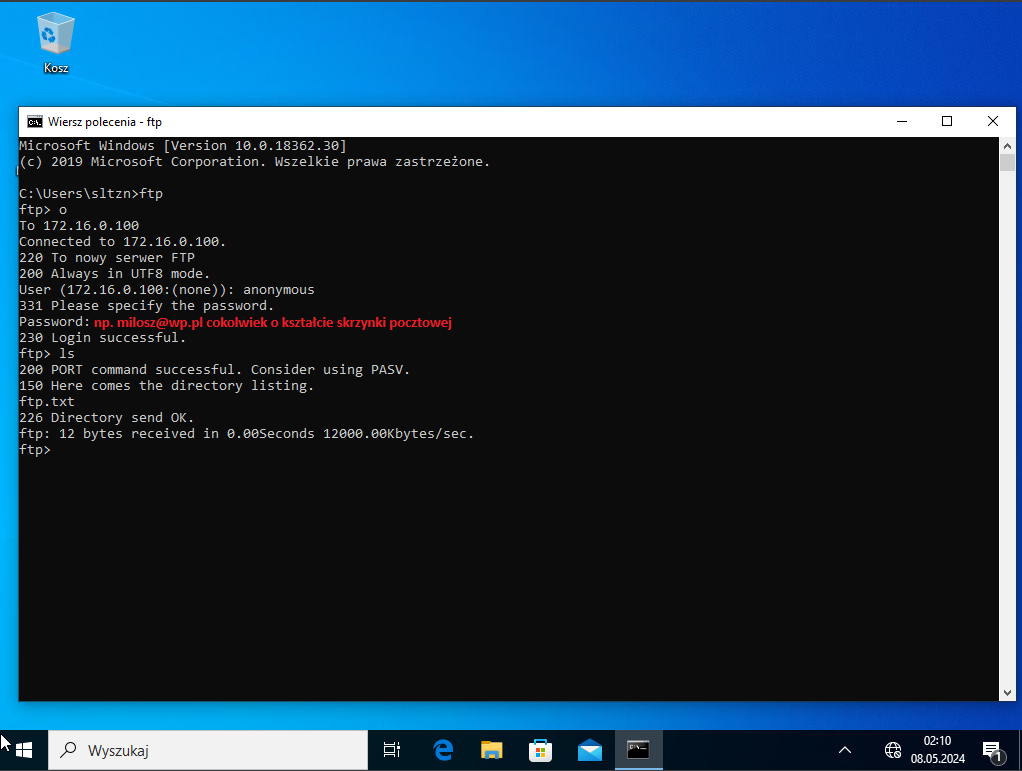 Kosz
Wiersz polecenia - ftp
Microsoft Windows [Version 10.0.18362.30]
(c) 2019 Microsoft Corporation. Wszelkie prawa zastrzeżone.
C:\Users\sltzn>ftp
ftp> o
To 172.16.0.100
Connected to 172.16.0.100.
220 To nowy serwer FTP
200 Always in UTF8 mode.
User (172.16.0.100:(none)): anonymous
331 Please specify the password.
Password: np. milosz@wp.pl cokolwiek o kształcie skrzynki pocztowej
230 Login successful.
ftp> ls
200 PORT command successful. Consider using PASV.
150 Here comes the directory listing.
ftp.txt
226 Directory send OK.
ftp: 12 bytes received in 0.00Seconds 12000.00Kbytes/sec.
ftp>
Wyszukaj
02:10
08.05.2024
1